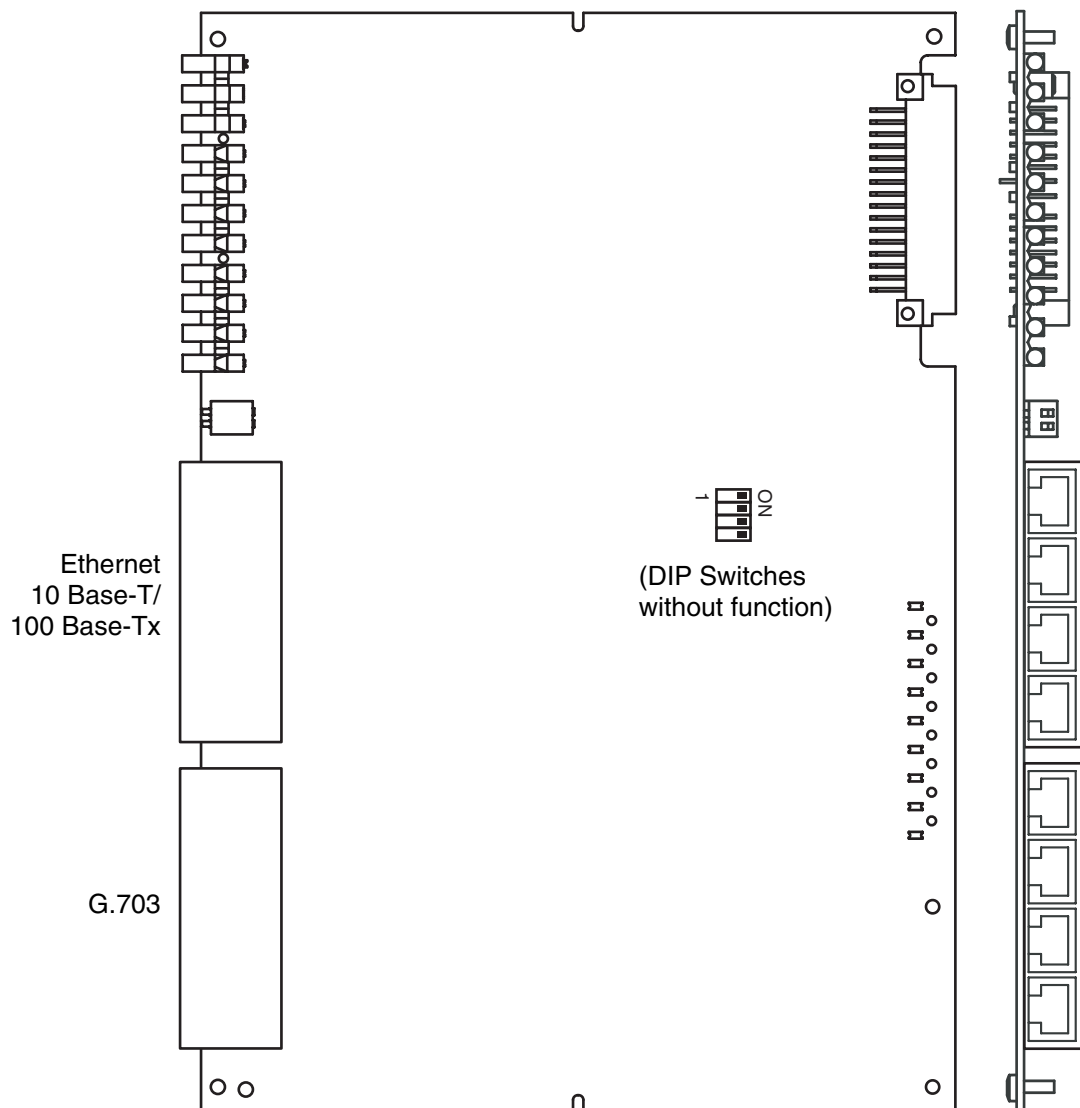 ON
1
(DIP Switches
without function)
Ethernet
10 Base-T/
100 Base-Tx
G.703